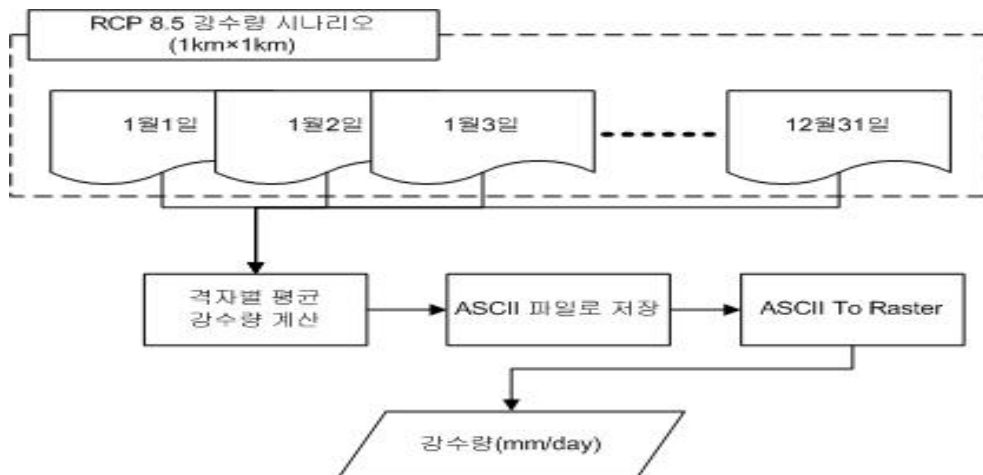 RCP 8.5 강수량 시나리오
(1km×1km)
1월1일
1월2일
1월3일
12월31일
격자별 평균
강수량 계산
ASCII 파일로 저장
ASCII To Raster
강수량(mm/day)